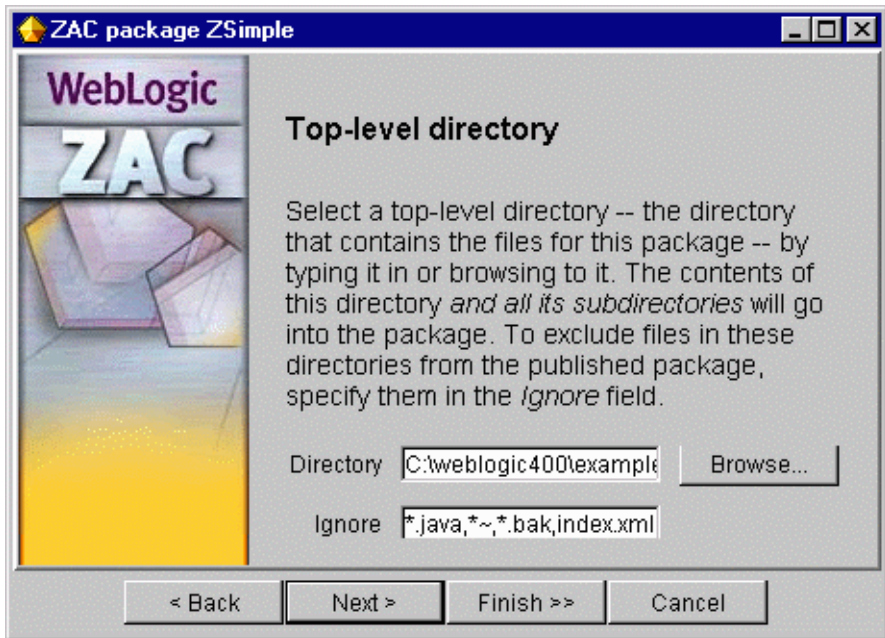 ZAC package ZSimple
WebLogic
ZAC
Top-level directory
Select a top-level directory -- the directory
that contains the files for this package -- by
typing it in or browsing to it. The contents of
this directory and all its subdirectories will go
into the package. To exclude files in these
directories from the published package,
specify them in the Ignore field.
Directory C:\weblogic400\example Browse...
Ignore *.java,*~,*.bak,index.xml
< Back Next > Finish >> Cancel